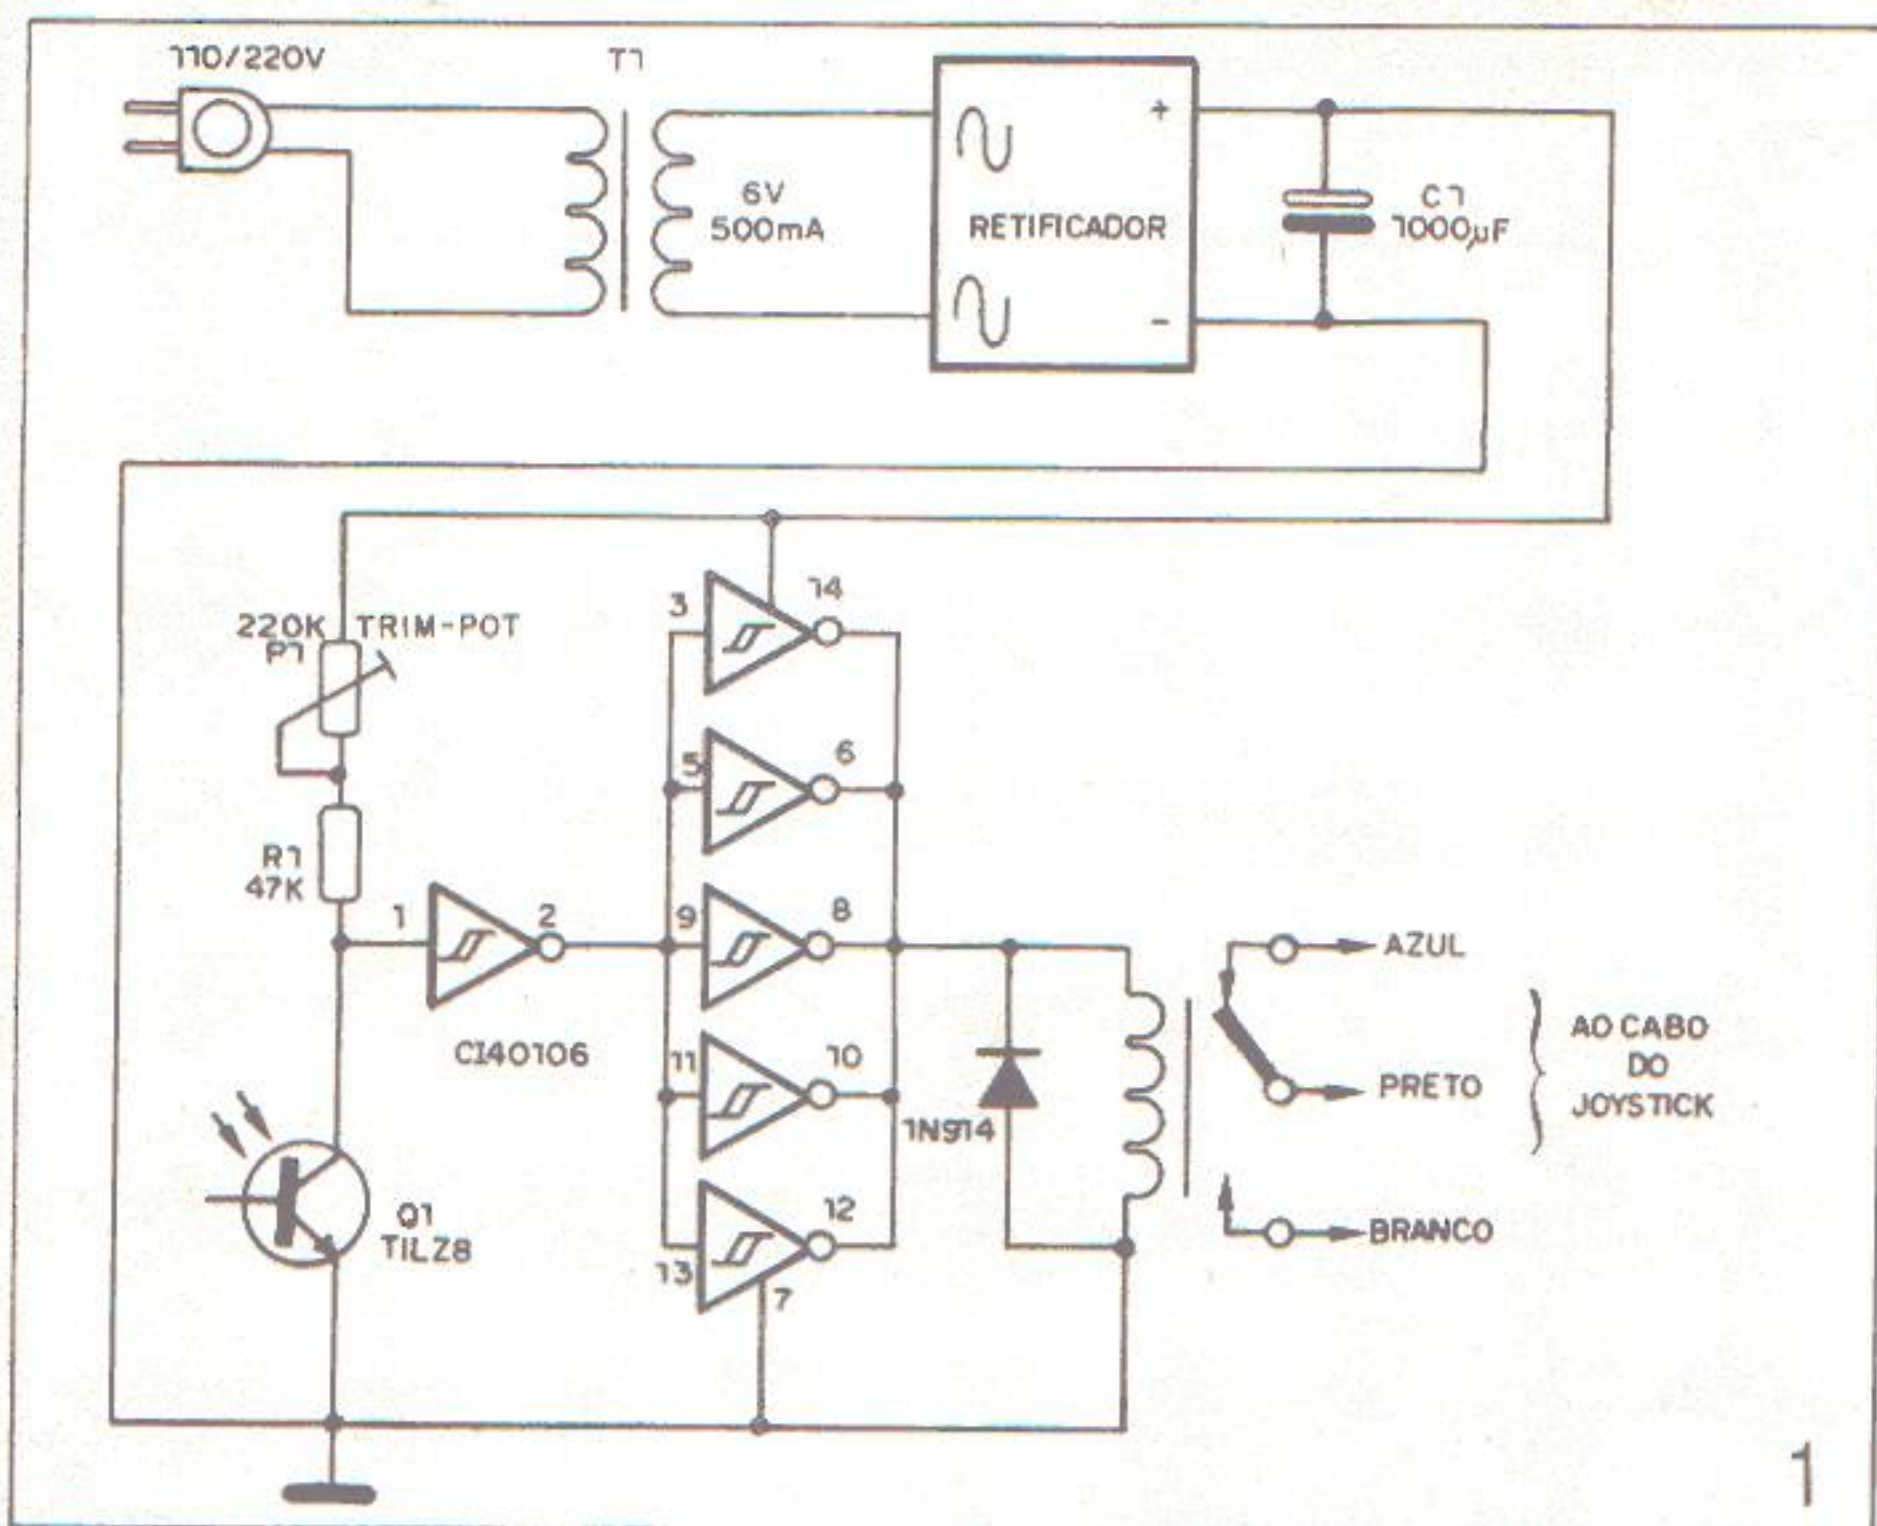 110/220V
T1
6V
500mA
RETIFICADOR
+
-
C1
1000µF
220K TRIM-POT
P1
R1
47K
1
2
CI40106
3
14
5
6
9
8
11
10
13
12
7
1N914
Q1
TILZ8
AZUL
PRETO
BRANCO
AO CABO
DO
JOYSTICK
1